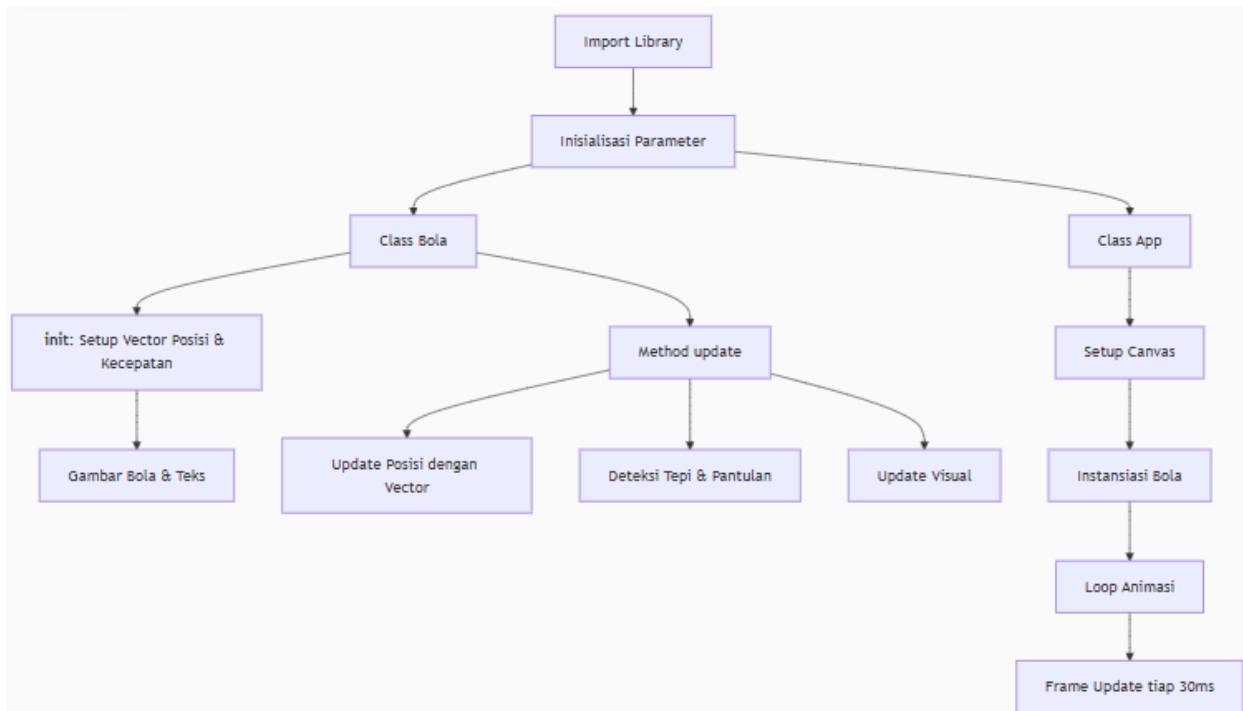 Import Library
Inisialisasi Parameter
Class Bola
Class App
init: Setup Vector Posisi &
Kecepatan
Method update
Setup Canvas
Gambar Bola & Teks
Update Posisi dengan
Vector
Deteksi Tepi & Pantulan
Update Visual
Instansiasi Bola
Loop Animasi
Frame Update tiap 30ms